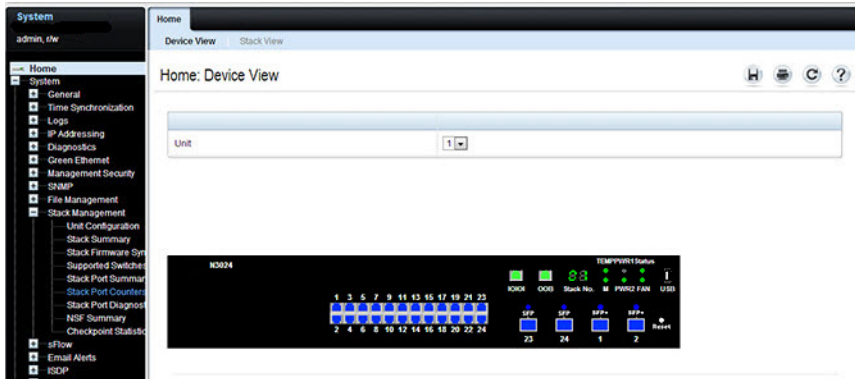 System
admin, r/w
Home
System
General
Time Synchronization
Logs
IP Addressing
Diagnostics
Green Ethernet
Management Security
SNMP
File Management
Stack Management
Unit Configuration
Stack Summary
Stack Firmware Syn
Supported Switches
Stack Port Summar
Stack Port Counters
Stack Port Diagnost
NSF Summary
Checkpoint Statistic
sFlow
Email Alerts
ISDP
Home
Device View Stack View
Home: Device View
Unit 1
N3024
TEMP PWR1 Status
IOIOI OOB Stack No. M PWR2 FAN USB
1 3 5 7 9 11 13 15 17 19 21 23
2 4 6 8 10 12 14 16 18 20 22 24
SFP SFP SFP+ SFP+
Reset
23 24 1 2